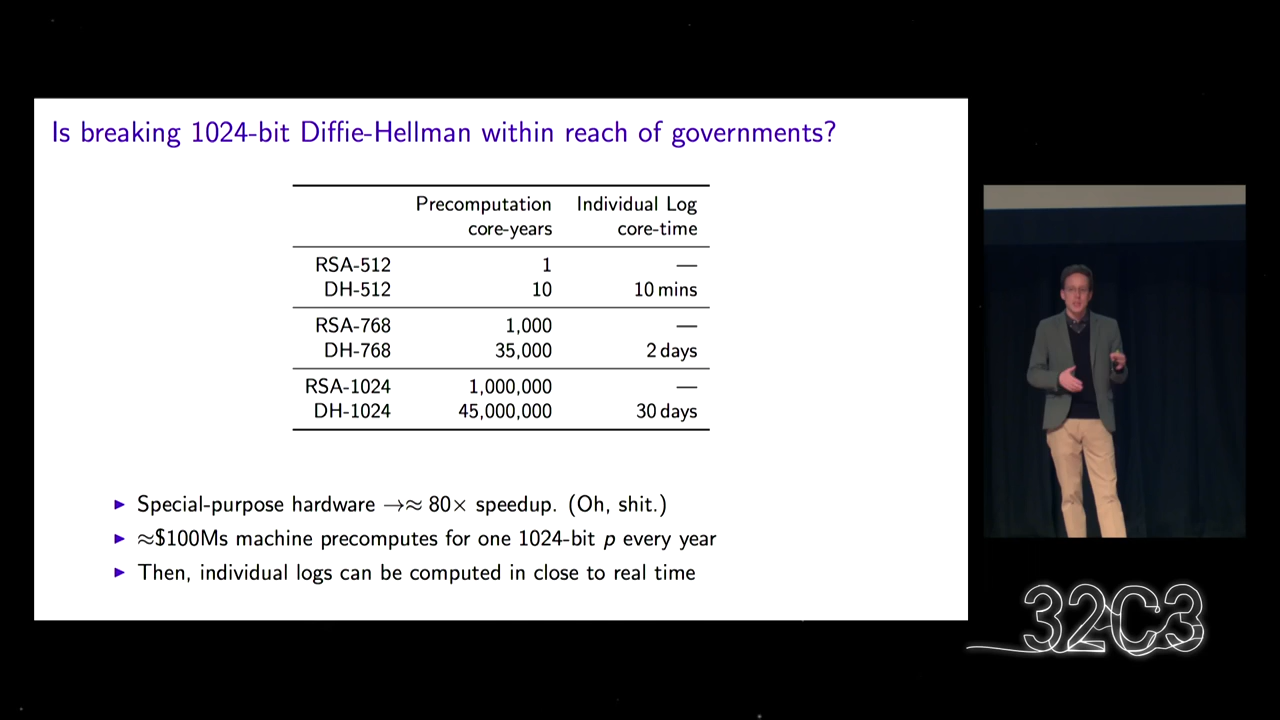 Is breaking 1024-bit Diffie-Hellman within reach of governments?
Precomputation Individual Log
core-years core-time
RSA-512 1 —
DH-512 10 10 mins
RSA-768 1,000 —
DH-768 35,000 2 days
RSA-1024 1,000,000 —
DH-1024 45,000,000 30 days
► Special-purpose hardware →≈ 80× speedup. (Oh, shit.)
► ≈$100Ms machine precomputes for one 1024-bit p every year
► Then, individual logs can be computed in close to real time
32C3